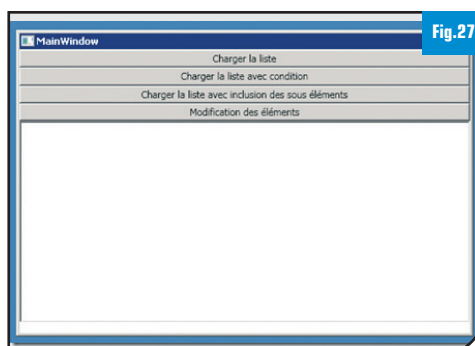 Fig.27
MainWindow
Charger la liste
Charger la liste avec condition
Charger la liste avec inclusion des sous éléments
Modification des éléments